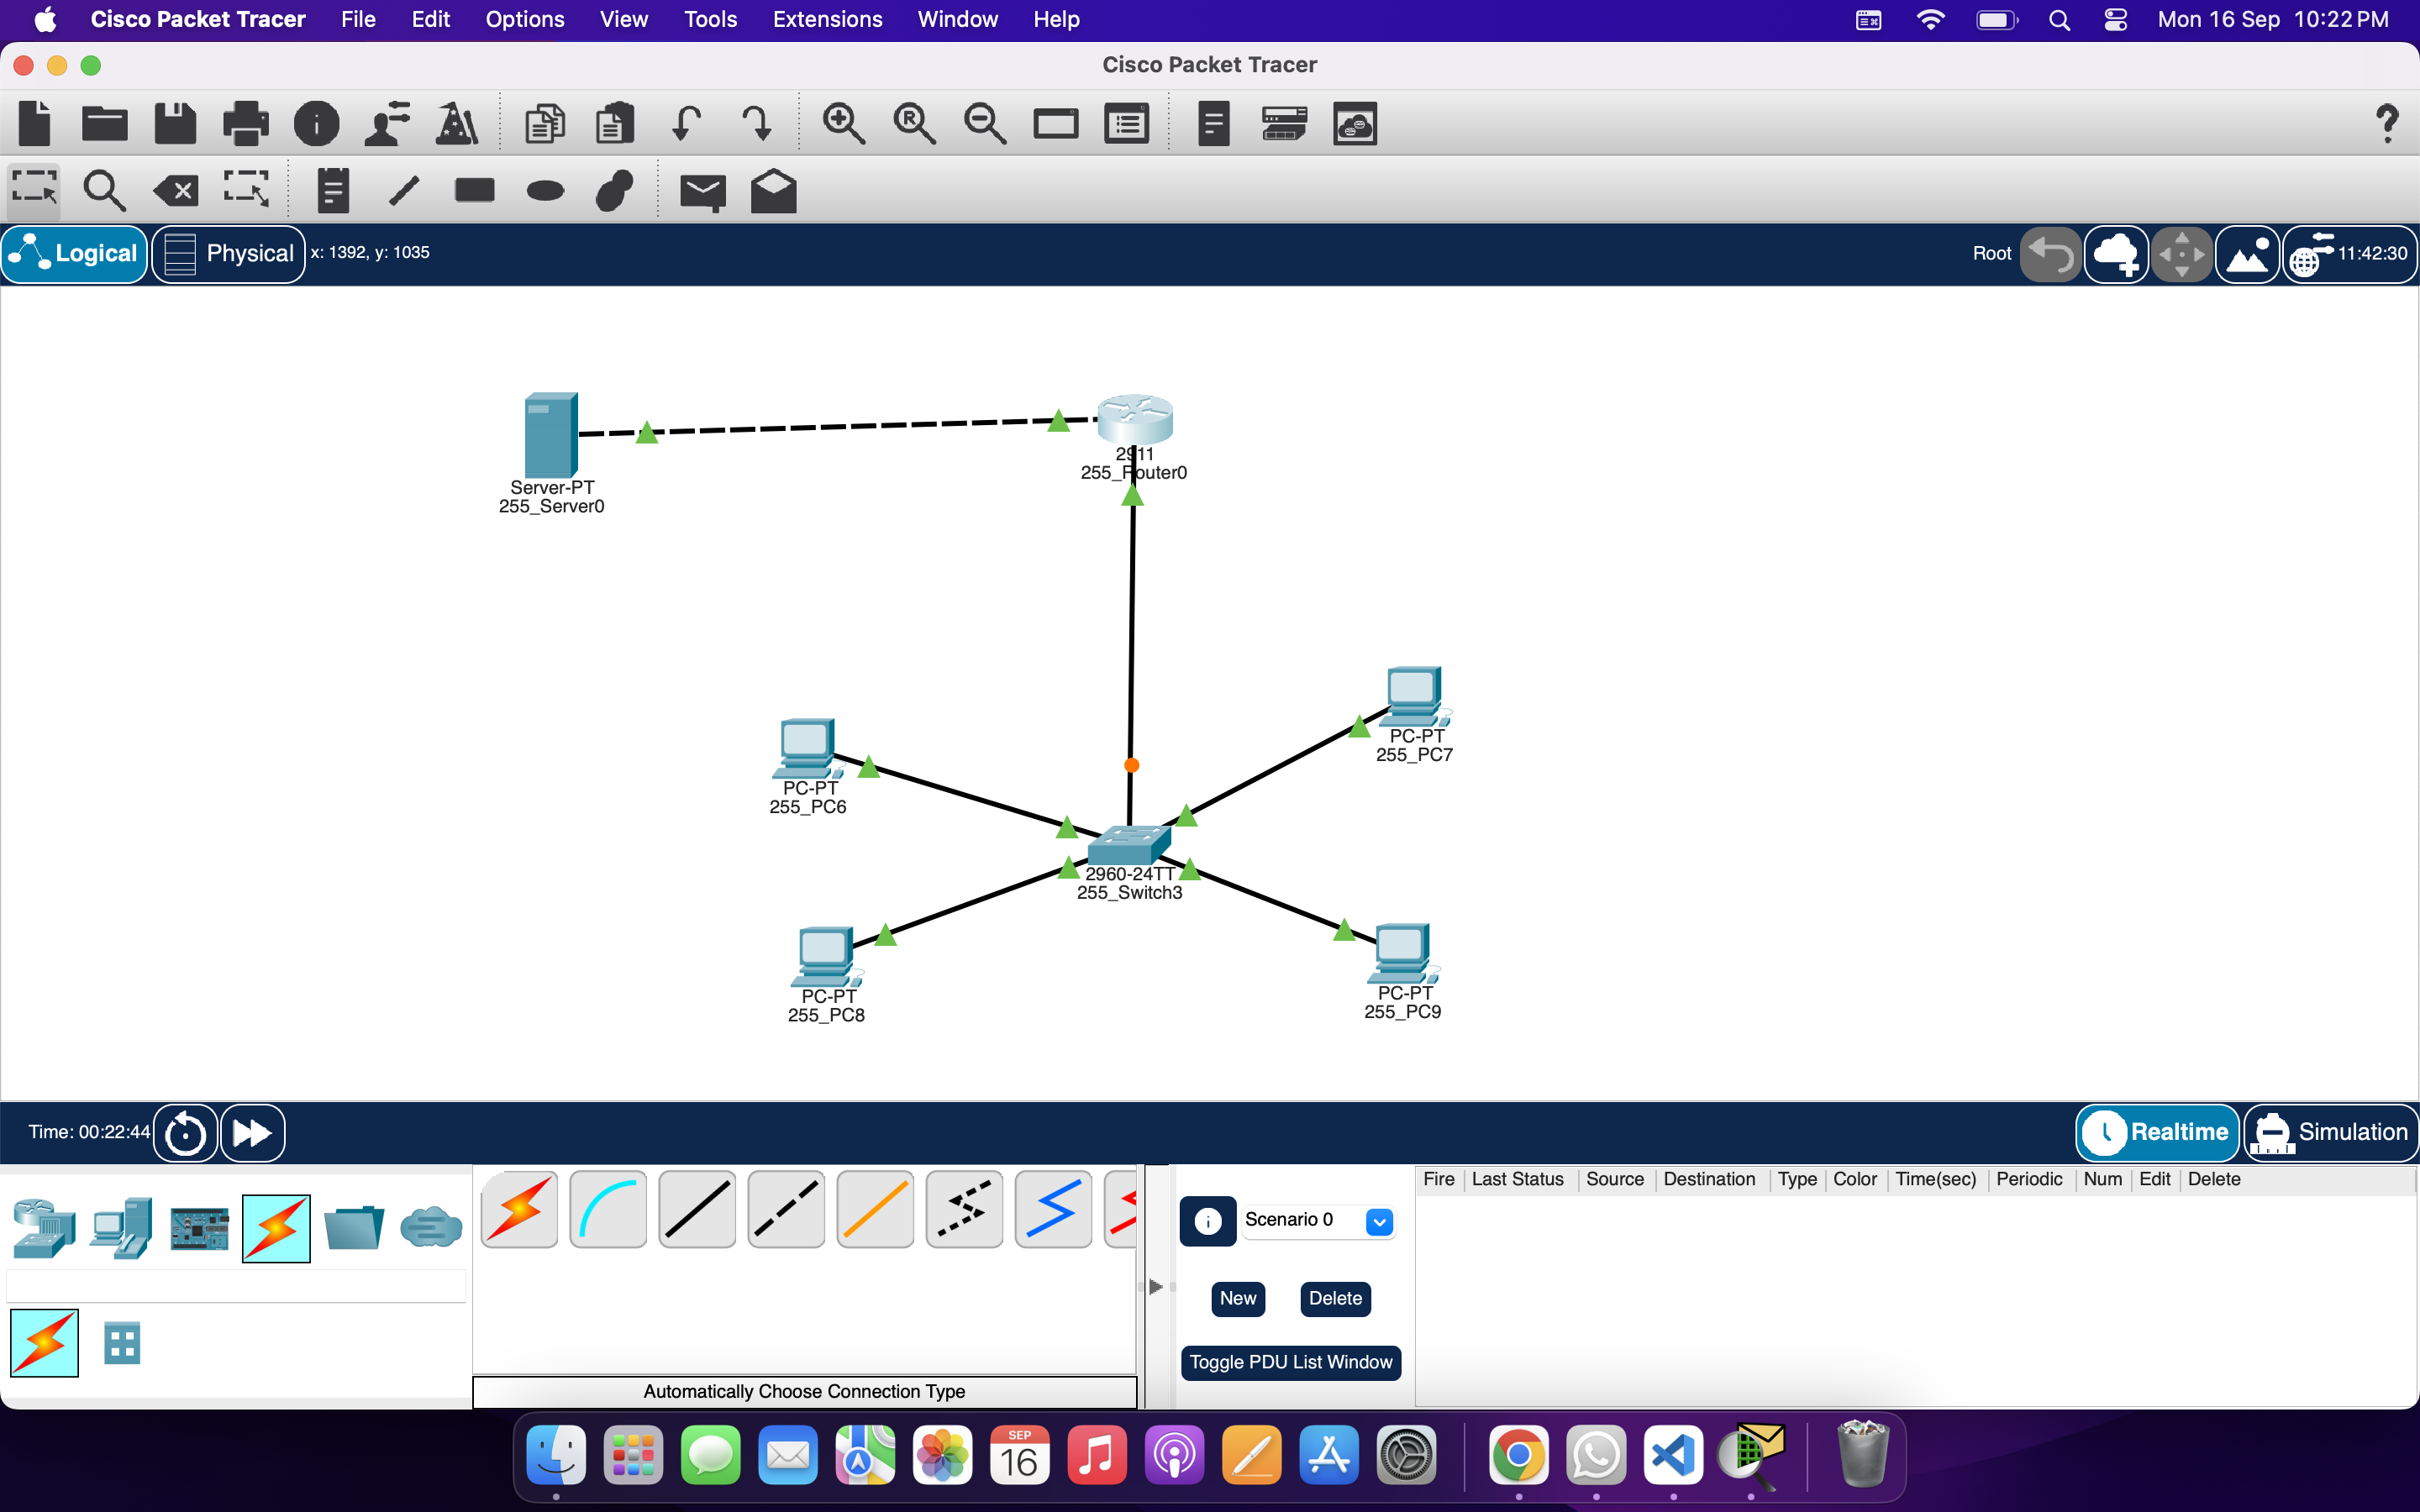 Cisco Packet Tracer File Edit Options View Tools Extensions Window Help Mon 16 Sep 10:22 PM
Cisco Packet Tracer
Logical Physical x: 1392, y: 1035 Root 11:42:30
2911
255_Router0
Server-PT
255_Server0
PC-PT
255_PC7
PC-PT
255_PC6
2960-24TT
255_Switch3
PC-PT
255_PC8
PC-PT
255_PC9
Time: 00:22:44 Realtime Simulation
Fire Last Status Source Destination Type Color Time(sec) Periodic Num Edit Delete
Scenario 0
New Delete
Toggle PDU List Window
Automatically Choose Connection Type
SEP
16